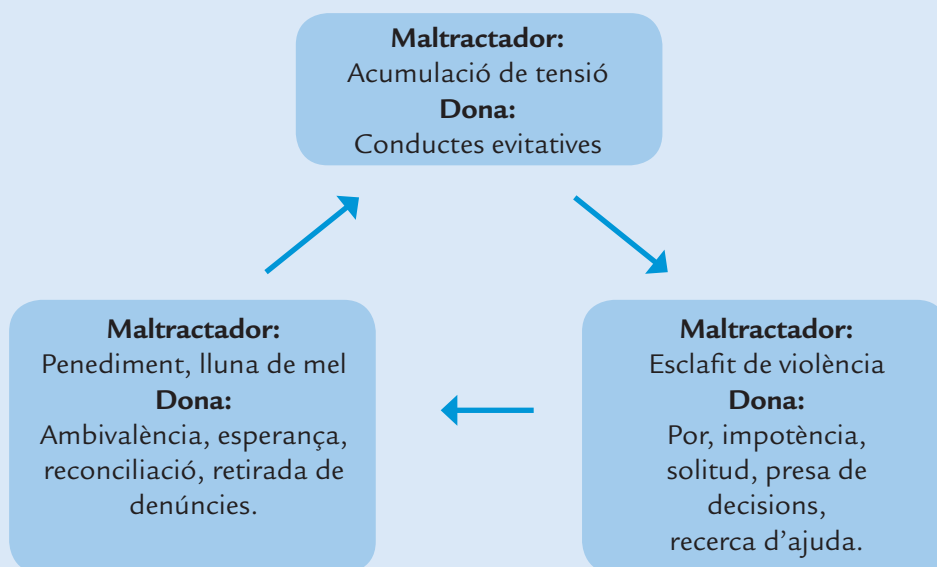 Maltractador:
Acumulació de tensió
Dona:
Conductes evitatives
Maltractador:
Penediment, lluna de mel
Dona:
Ambivalència, esperança,
reconciliació, retirada de
denúncies.
Maltractador:
Esclafit de violència
Dona:
Por, impotència,
solitud, presa de
decisions,
recerca d’ajuda.